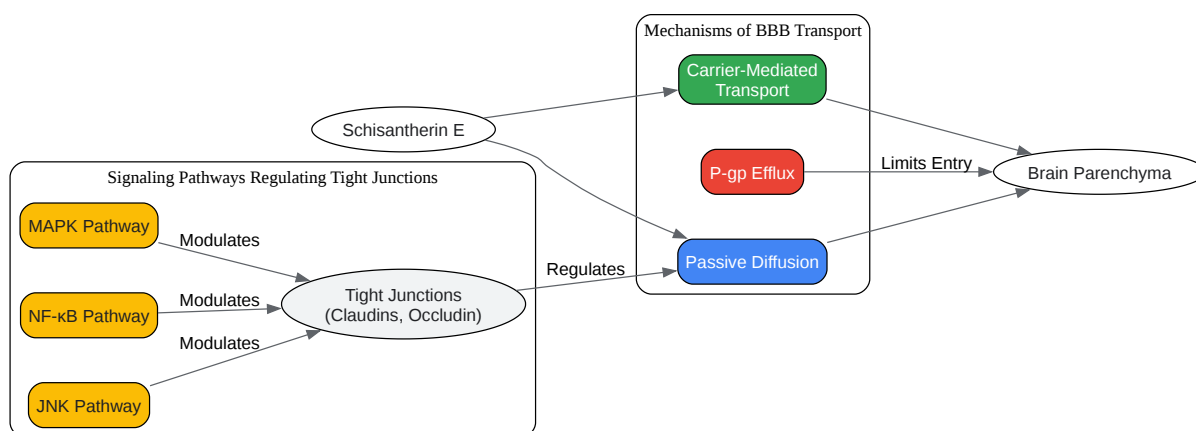 Mechanisms of BBB Transport
Carrier-Mediated
Transport
Schisantherin E
P-gp Efflux
Limits Entry
Brain Parenchyma
Signaling Pathways Regulating Tight Junctions
MAPK Pathway
Modulates
Passive Diffusion
Regulates
NF-κB Pathway
Modulates
Tight Junctions
(Claudins, Occludin)
Modulates
JNK Pathway